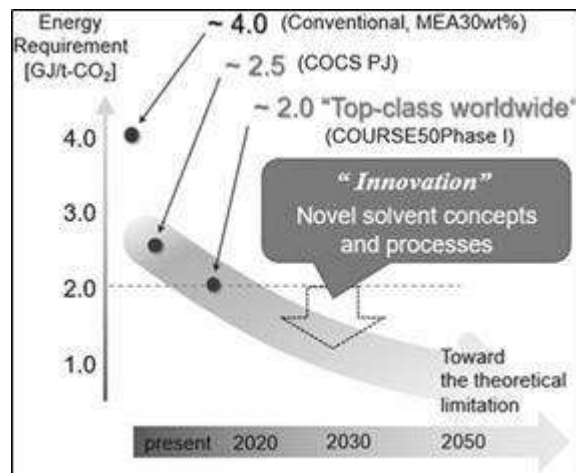 Energy
Requirement
[GJ/t-CO₂]
~ 4.0 (Conventional, MEA30wt%)
~ 2.5 (COCS PJ)
~ 2.0 "Top-class worldwide"
(COURSE50Phase I)
4.0
3.0
2.0
1.0
“ Innovation”
Novel solvent concepts
and processes
Toward
the theoretical
limitation
present 2020 2030 2050